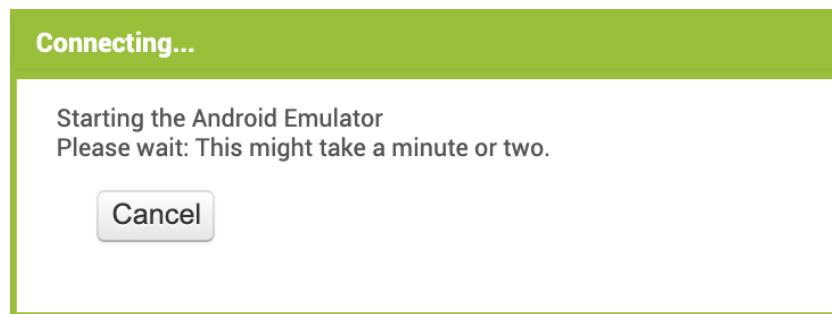 Connecting...
Starting the Android Emulator
Please wait: This might take a minute or two.
Cancel